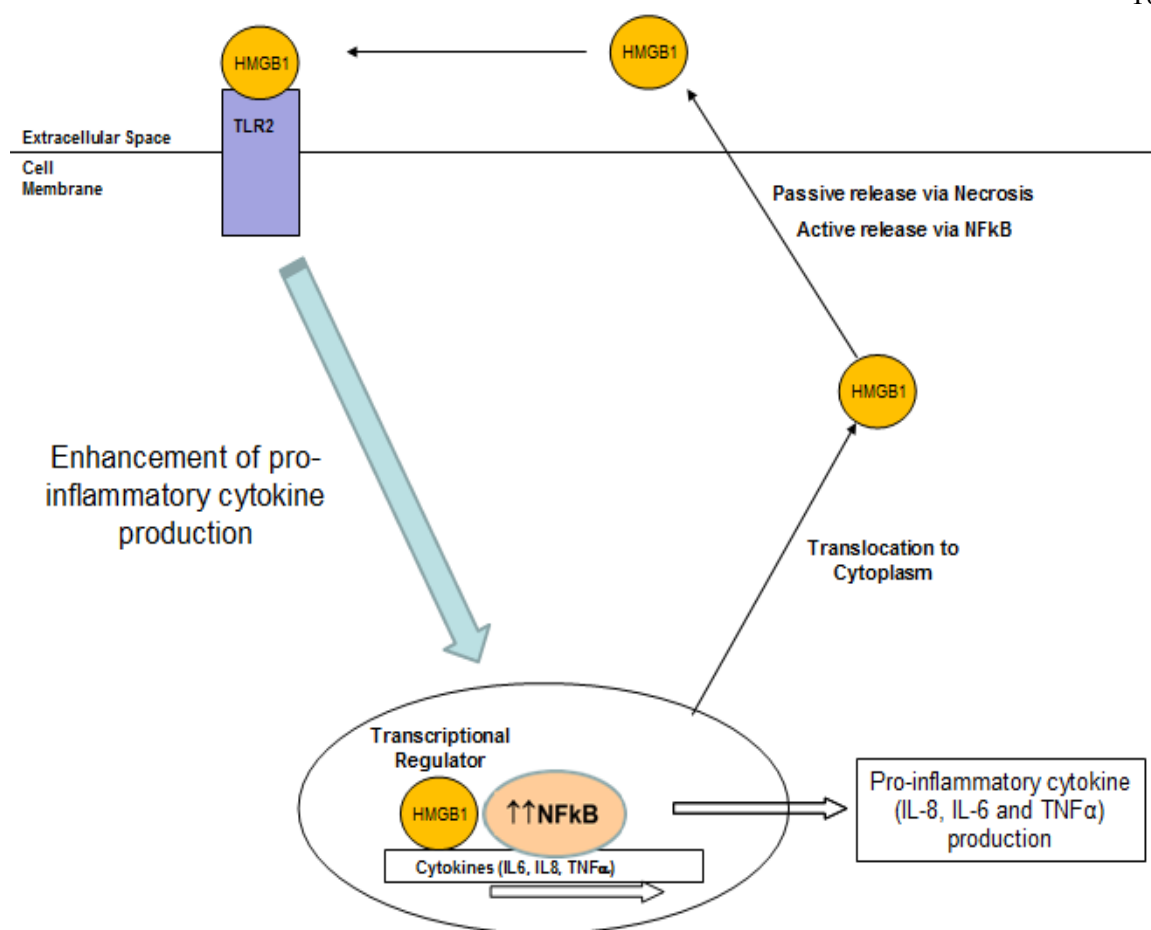 HMGB1
HMGB1
TLR2
Extracellular Space
Cell
Membrane
Passive release via Necrosis
Active release via NFkB
HMGB1
Enhancement of pro-
inflammatory cytokine
production
Translocation to
Cytoplasm
Transcriptional
Regulator
HMGB1
↑↑NFkB
Cytokines (IL6, IL8, TNFα)
Pro-inflammatory cytokine
(IL-8, IL-6 and TNFα)
production